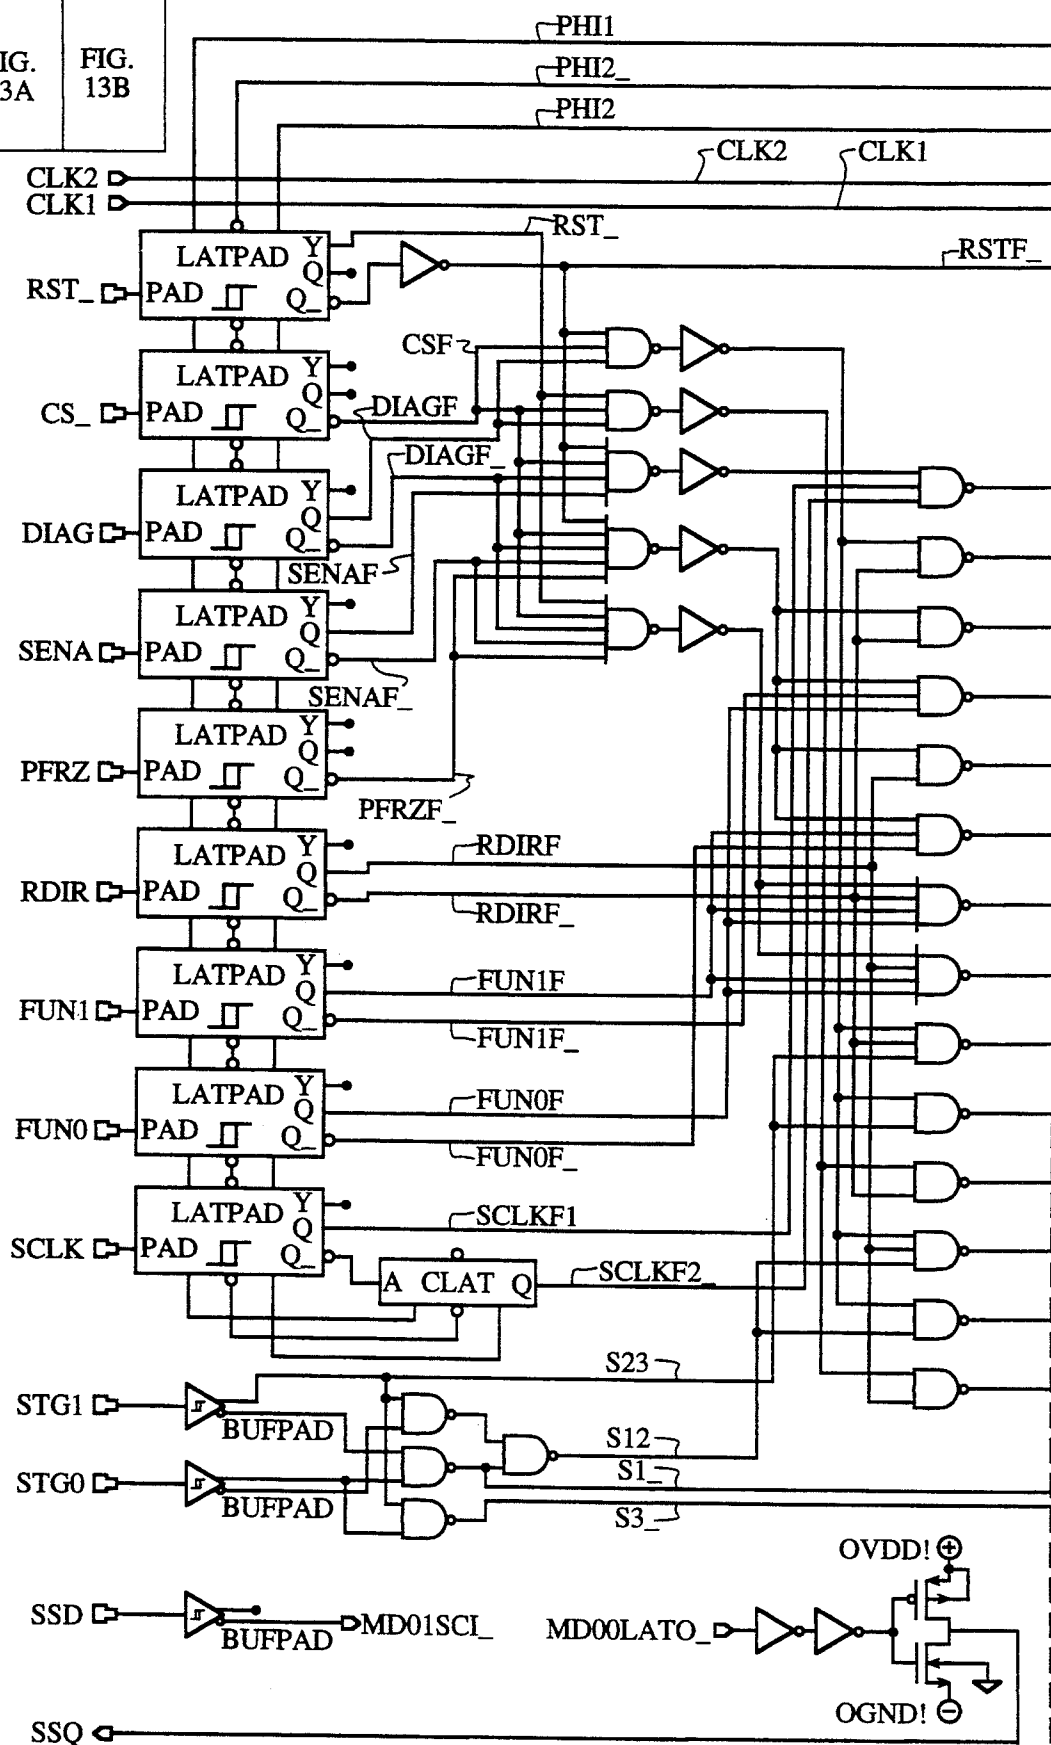 IG.
3A
FIG.
13B
PHI1
PHI2_
PHI2
CLK2
CLK1
CLK2
CLK1
RST_
LATPAD
Y
Q
Q_
PAD
RST_
RSTF_
CSF
LATPAD
Y
Q
Q_
PAD
CS_
DIAGF
DIAGF_
LATPAD
Y
Q
Q_
PAD
DIAG
SENAF
LATPAD
Y
Q
Q_
PAD
SENA
SENAF_
LATPAD
Y
Q
Q_
PAD
PFRZ
PFRZF_
LATPAD
Y
Q
Q_
PAD
RDIR
RDIRF
RDIRF_
LATPAD
Y
Q
Q_
PAD
FUN1
FUN1F
FUN1F_
LATPAD
Y
Q
Q_
PAD
FUN0
FUN0F
FUN0F_
LATPAD
Y
Q
Q_
PAD
SCLK
SCLKF1
A CLAT Q
SCLKF2_
S23
STG1
BUFPAD
S12
S1_
STG0
BUFPAD
S3_
OVDD!
SSD
BUFPAD
MD01SCI_
MD00LATO_
OGND!
SSQ